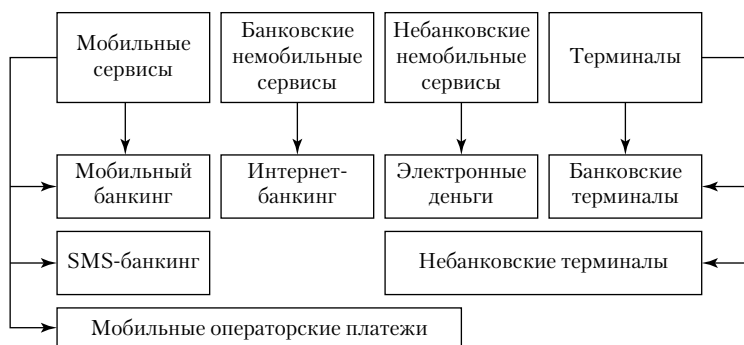 Мобильные
сервисы
Банковские
немобильные
сервисы
Небанковские
немобильные
сервисы
Терминалы
Мобильный
банкинг
Интернет-
банкинг
Электронные
деньги
Банковские
терминалы
SMS-банкинг
Небанковские терминалы
Мобильные операторские платежи